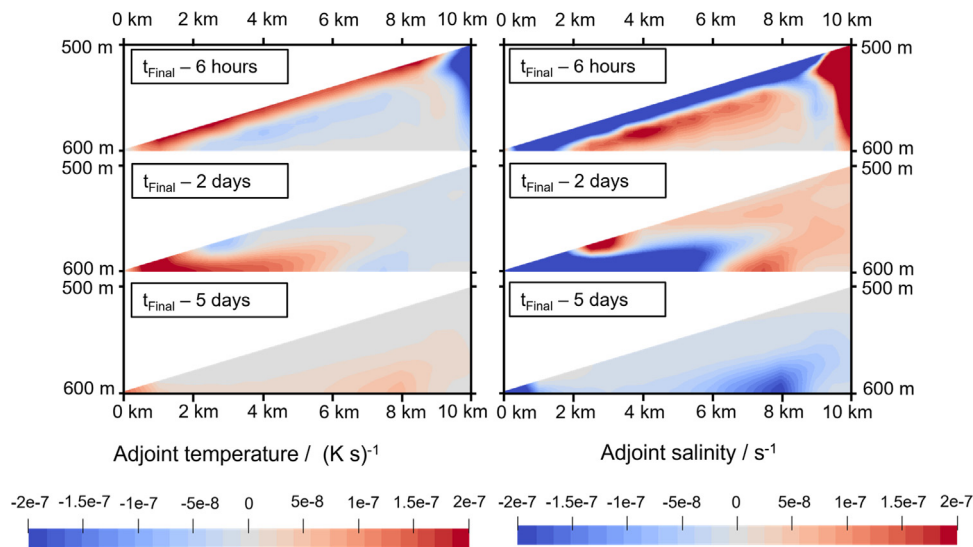 0 km 2 km 4 km 6 km 8 km 10 km 0 km 2 km 4 km 6 km 8 km 10 km
500 m 500 m
t_Final – 6 hours t_Final – 6 hours
600 m 600 m
500 m 500 m
t_Final – 2 days t_Final – 2 days
600 m 600 m
500 m 500 m
t_Final – 5 days t_Final – 5 days
600 m 600 m
0 km 2 km 4 km 6 km 8 km 10 km 0 km 2 km 4 km 6 km 8 km 10 km
Adjoint temperature / (K s)⁻¹ Adjoint salinity / s⁻¹
-2e-7 -1.5e-7 -1e-7 -5e-8 0 5e-8 1e-7 1.5e-7 2e-7 -2e-7 -1.5e-7 -1e-7 -5e-8 0 5e-8 1e-7 1.5e-7 2e-7